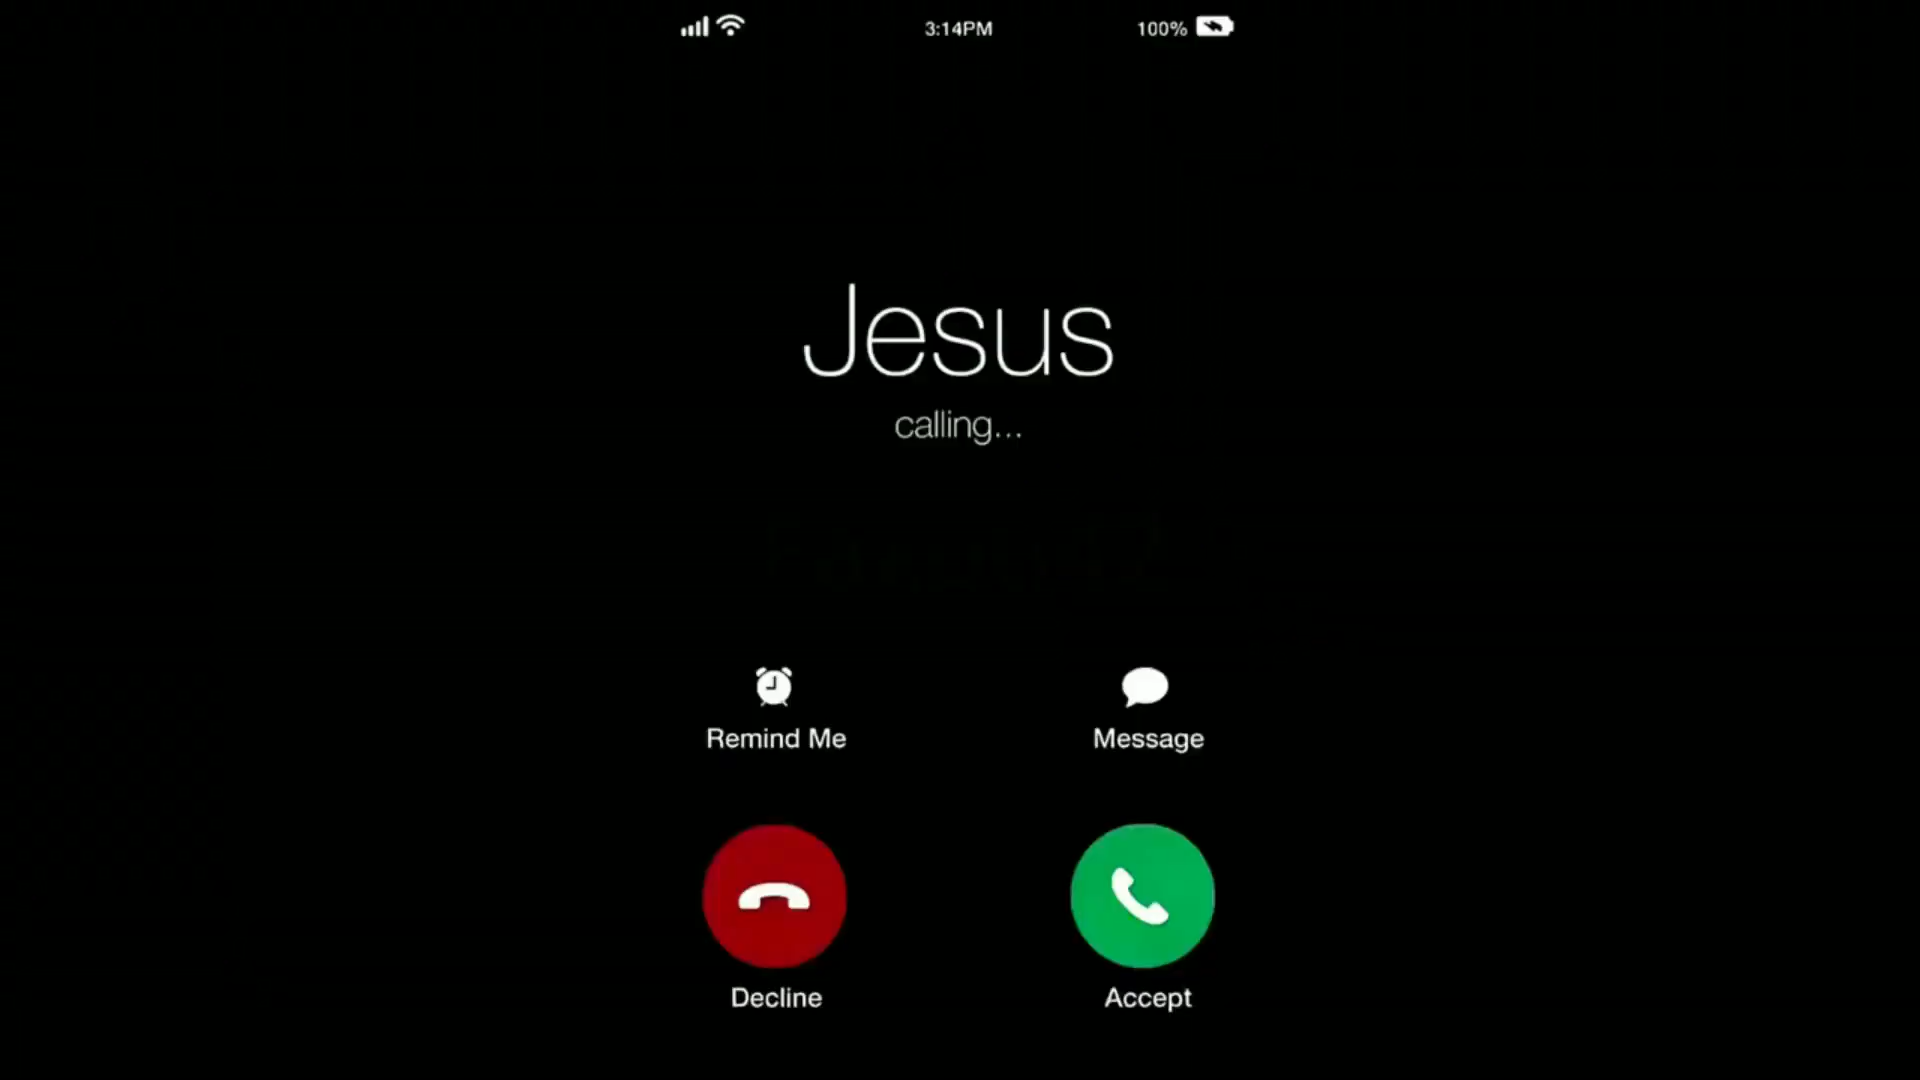 3:14PM 100%
Jesus
calling...
Remind Me Message
Decline Accept